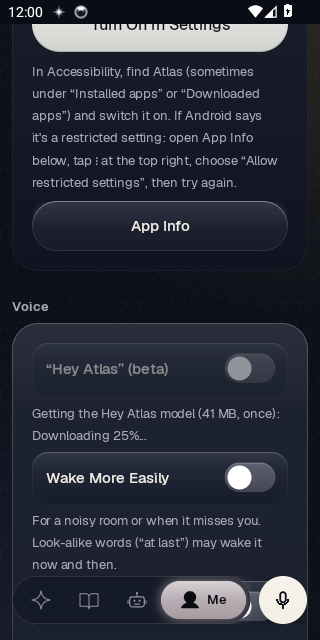 12:00
Turn On in Settings
In Accessibility, find Atlas (sometimes
under “Installed apps” or “Downloaded
apps”) and switch it on. If Android says
it's a restricted setting: open App Info
below, tap ⋮ at the top right, choose “Allow
restricted settings”, then try again.
App Info
Voice
“Hey Atlas” (beta)
Getting the Hey Atlas model (41 MB, once):
Downloading 25%…
Wake More Easily
For a noisy room or when it misses you.
Look-alike words (“at last”) may wake it
now and then.
Me